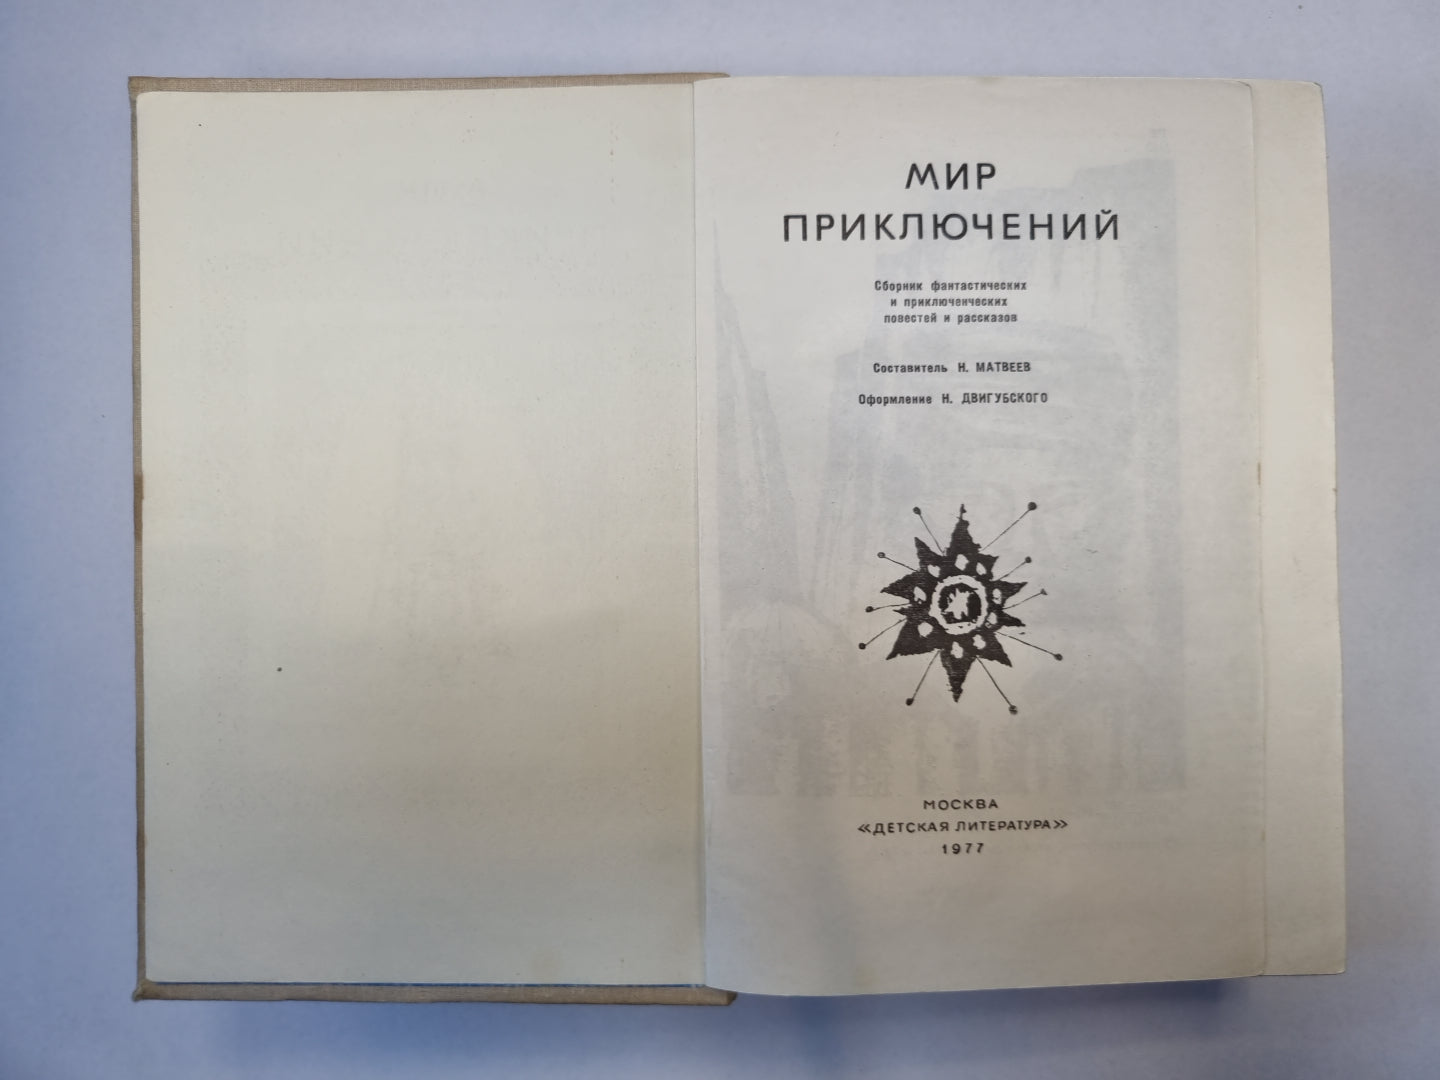 МИР
ПРИКЛЮЧЕНИЙ
Сборник фантастических
и приключенческих
повестей и рассказов
Составитель Н. МАТВЕЕВ
Оформление Н. ДВИГУБСКОГО
МОСКВА
«ДЕТСКАЯ ЛИТЕРАТУРА»
1977